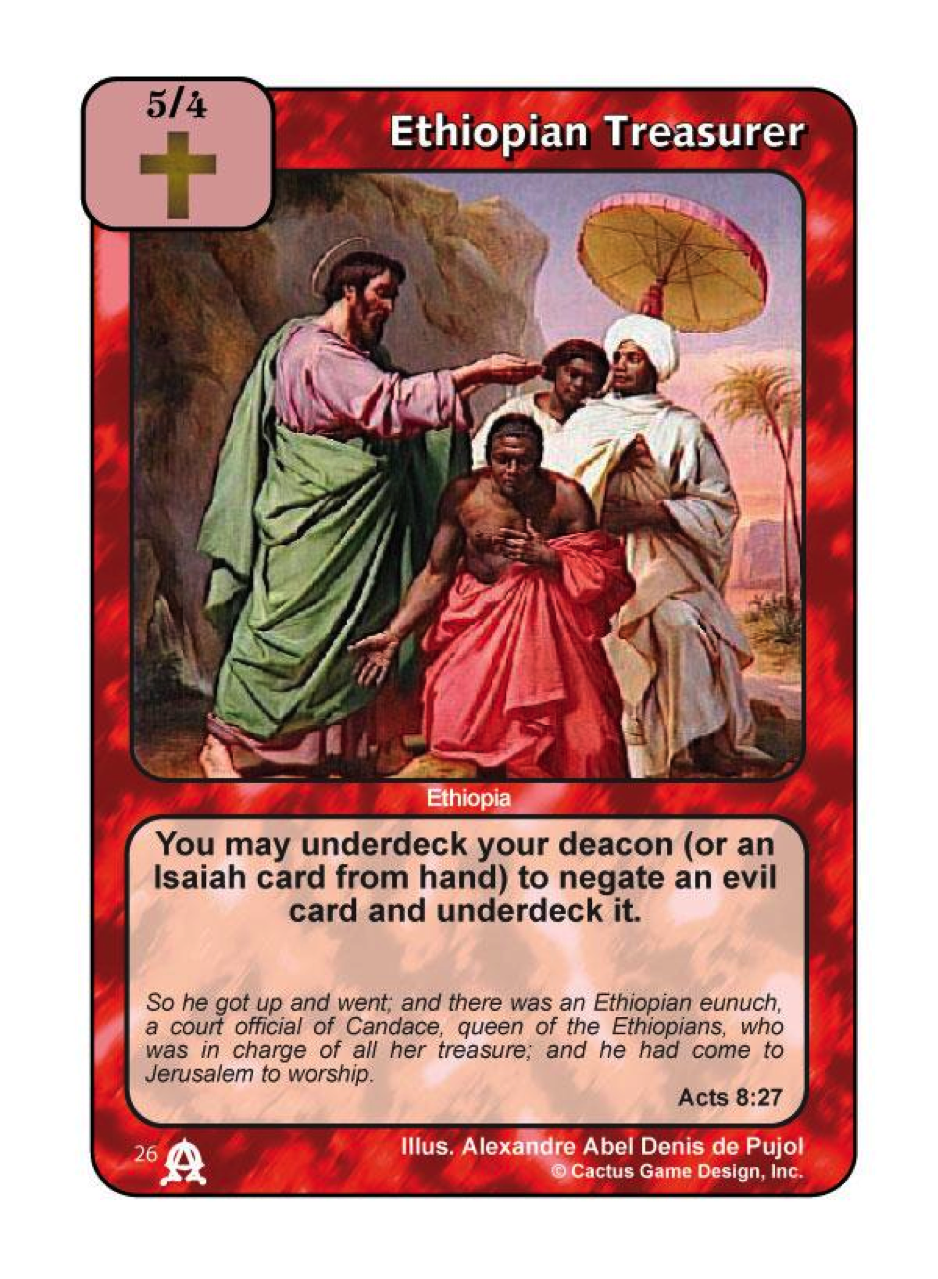 5/4
Ethiopian Treasurer
Ethiopia
You may underdeck your deacon (or an
Isaiah card from hand) to negate an evil
card and underdeck it.
So he got up and went; and there was an Ethiopian eunuch,
a court official of Candace, queen of the Ethiopians, who
was in charge of all her treasure; and he had come to
Jerusalem to worship.
Acts 8:27
26
Illus. Alexandre Abel Denis de Pujol
© Cactus Game Design, Inc.